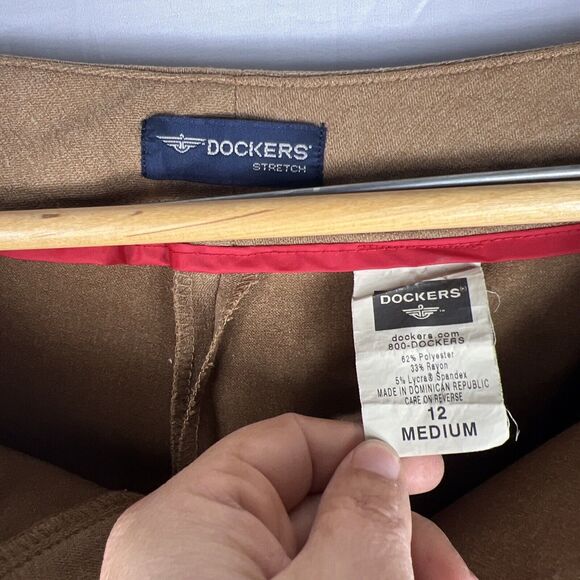 DOCKERS®
STRETCH
DOCKERS®
dockers.com
800-DOCKERS
62% Polyester
33% Rayon
5% Lycra® Spandex
MADE IN DOMINICAN REPUBLIC
CARE ON REVERSE
12
MEDIUM